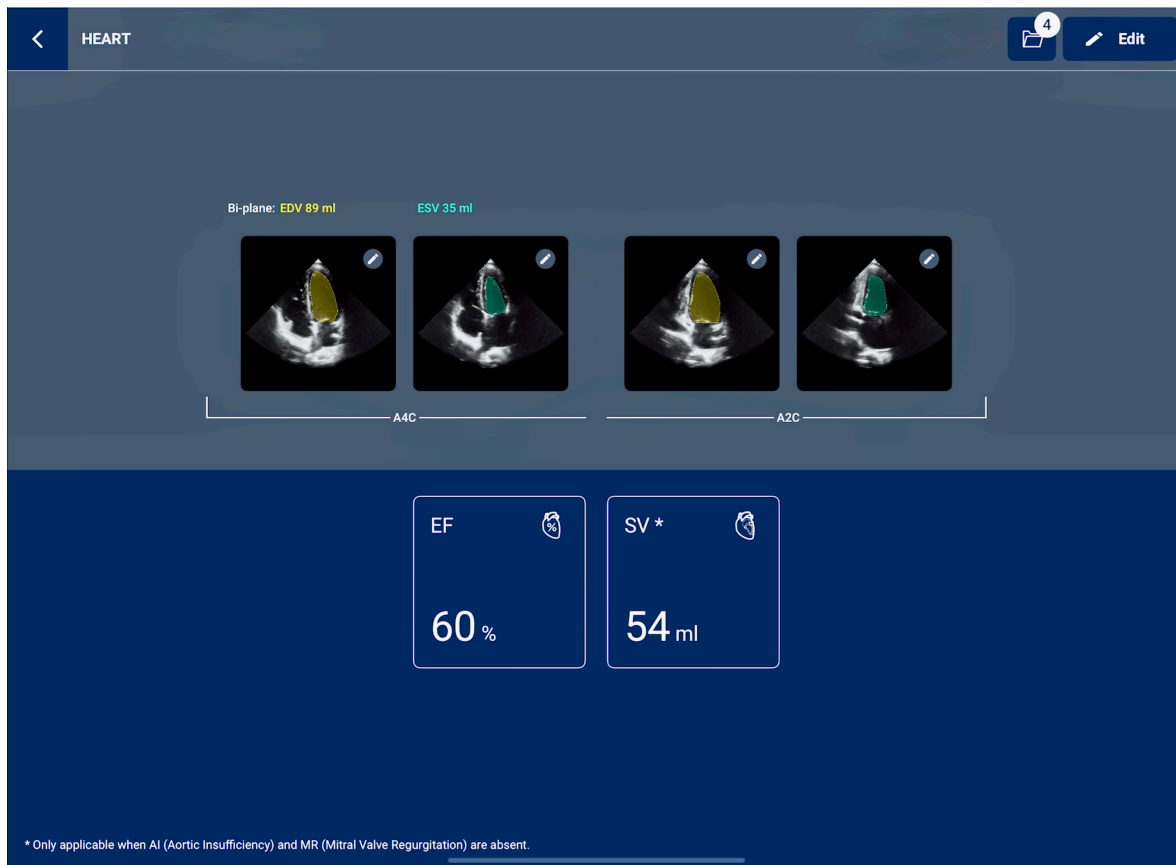 HEART
4
Edit
Bi-plane: EDV 89 ml ESV 35 ml
A4C
A2C
EF
%
60 %
SV *
54 ml
* Only applicable when AI (Aortic Insufficiency) and MR (Mitral Valve Regurgitation) are absent.